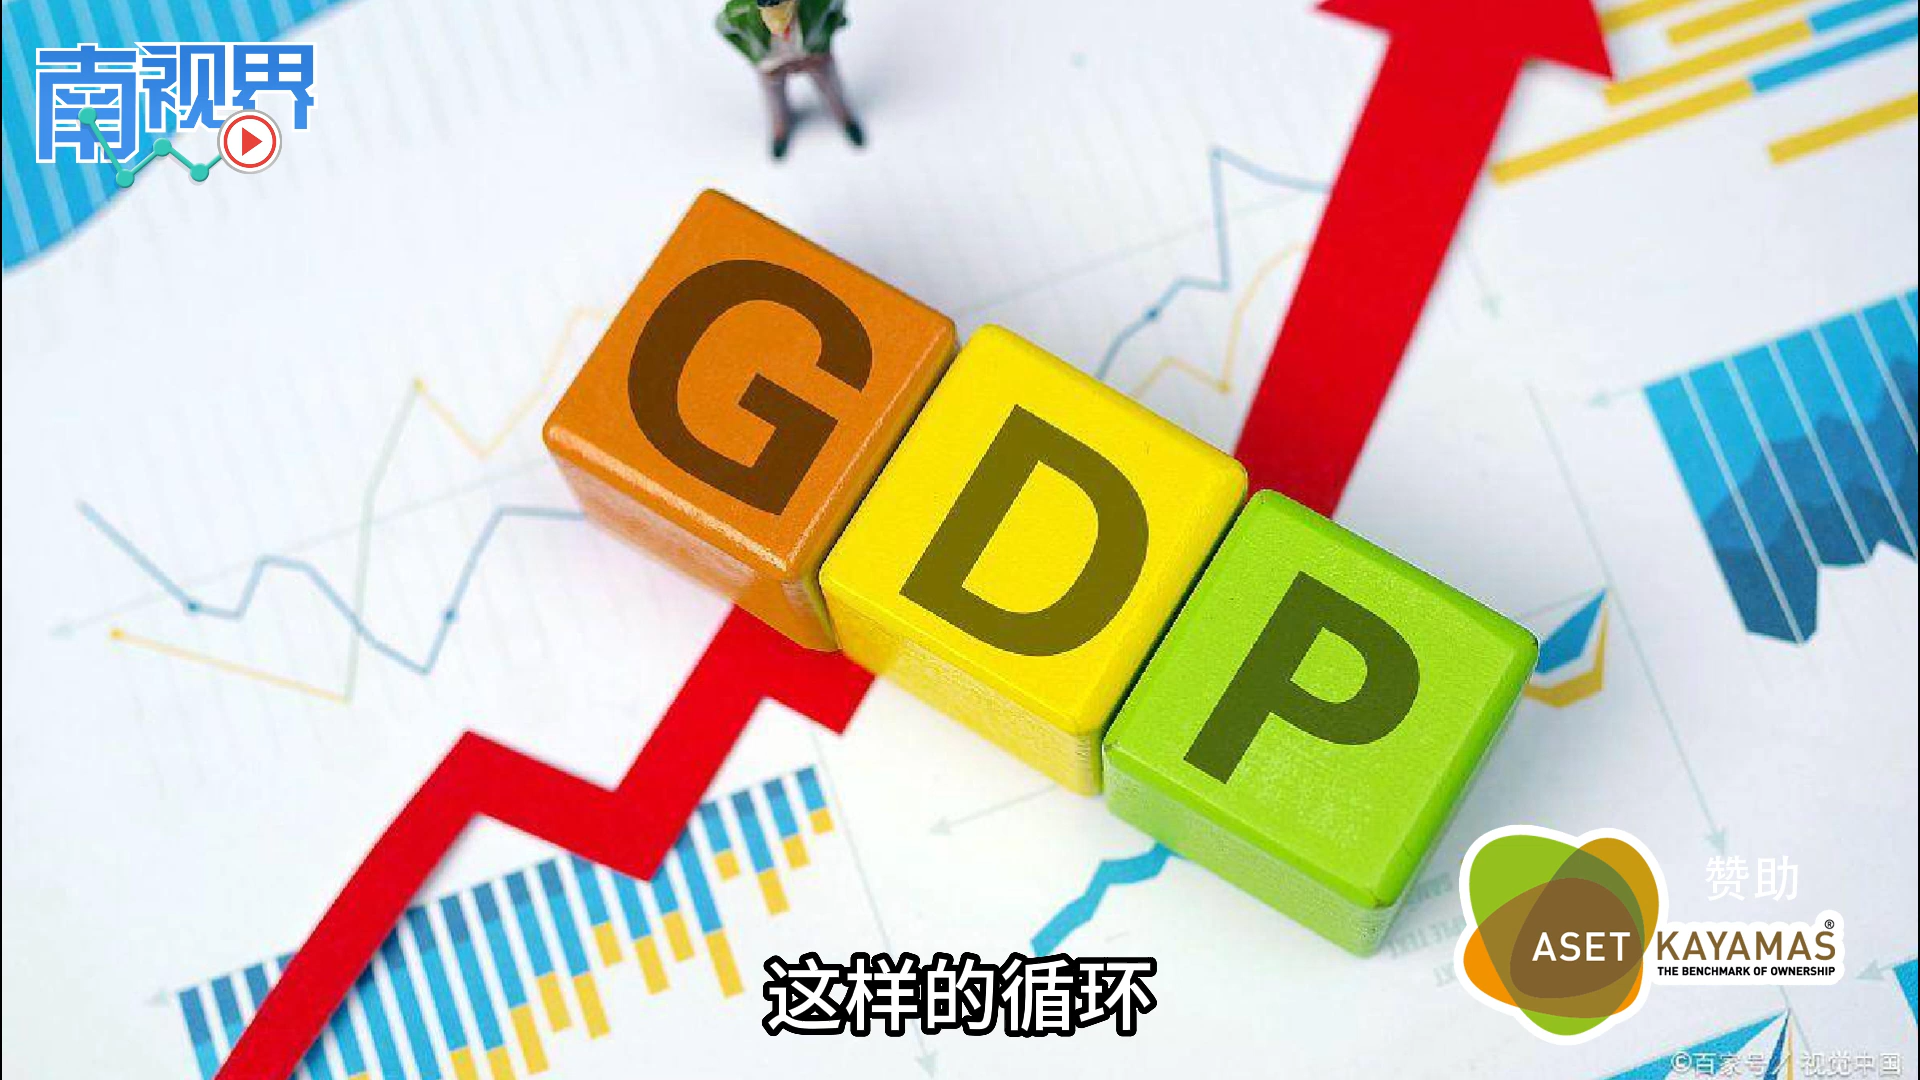 南视界
G
D
P
赞助
ASET KAYAMAS®
THE BENCHMARK OF OWNERSHIP
这样的循环
©百家号／视觉中国